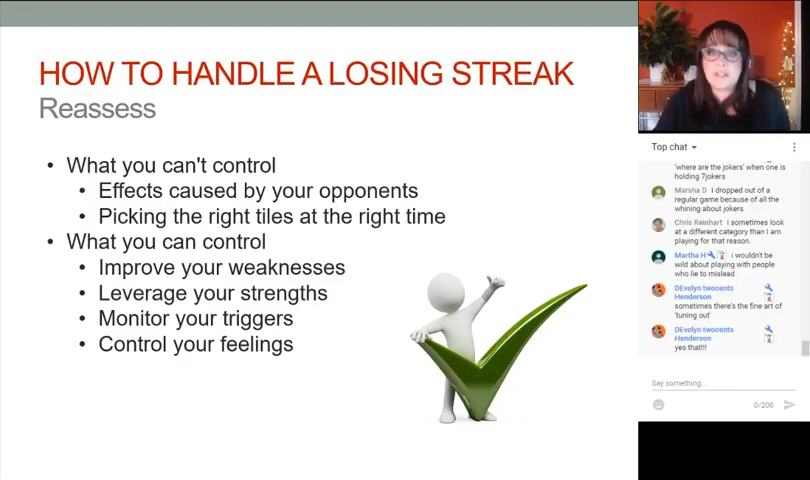 HOW TO HANDLE A LOSING STREAK
Reassess
• What you can't control
• Effects caused by your opponents
• Picking the right tiles at the right time
• What you can control
• Improve your weaknesses
• Leverage your strengths
• Monitor your triggers
• Control your feelings
Top chat
'where are the jokers' when one is
holding 7jokers
Marsha D I dropped out of a
regular game because of all the
whining about jokers
Chris Reinhart i sometimes look
at a different category than I am
playing for that reason.
Martha H i wouldn't be
wild about playing with people
who lie to mislead
DEvelyn twocents
Henderson
sometimes there's the fine art of
'tuning out'
DEvelyn twocents
Henderson
yes that!!!
Say something...
0/200